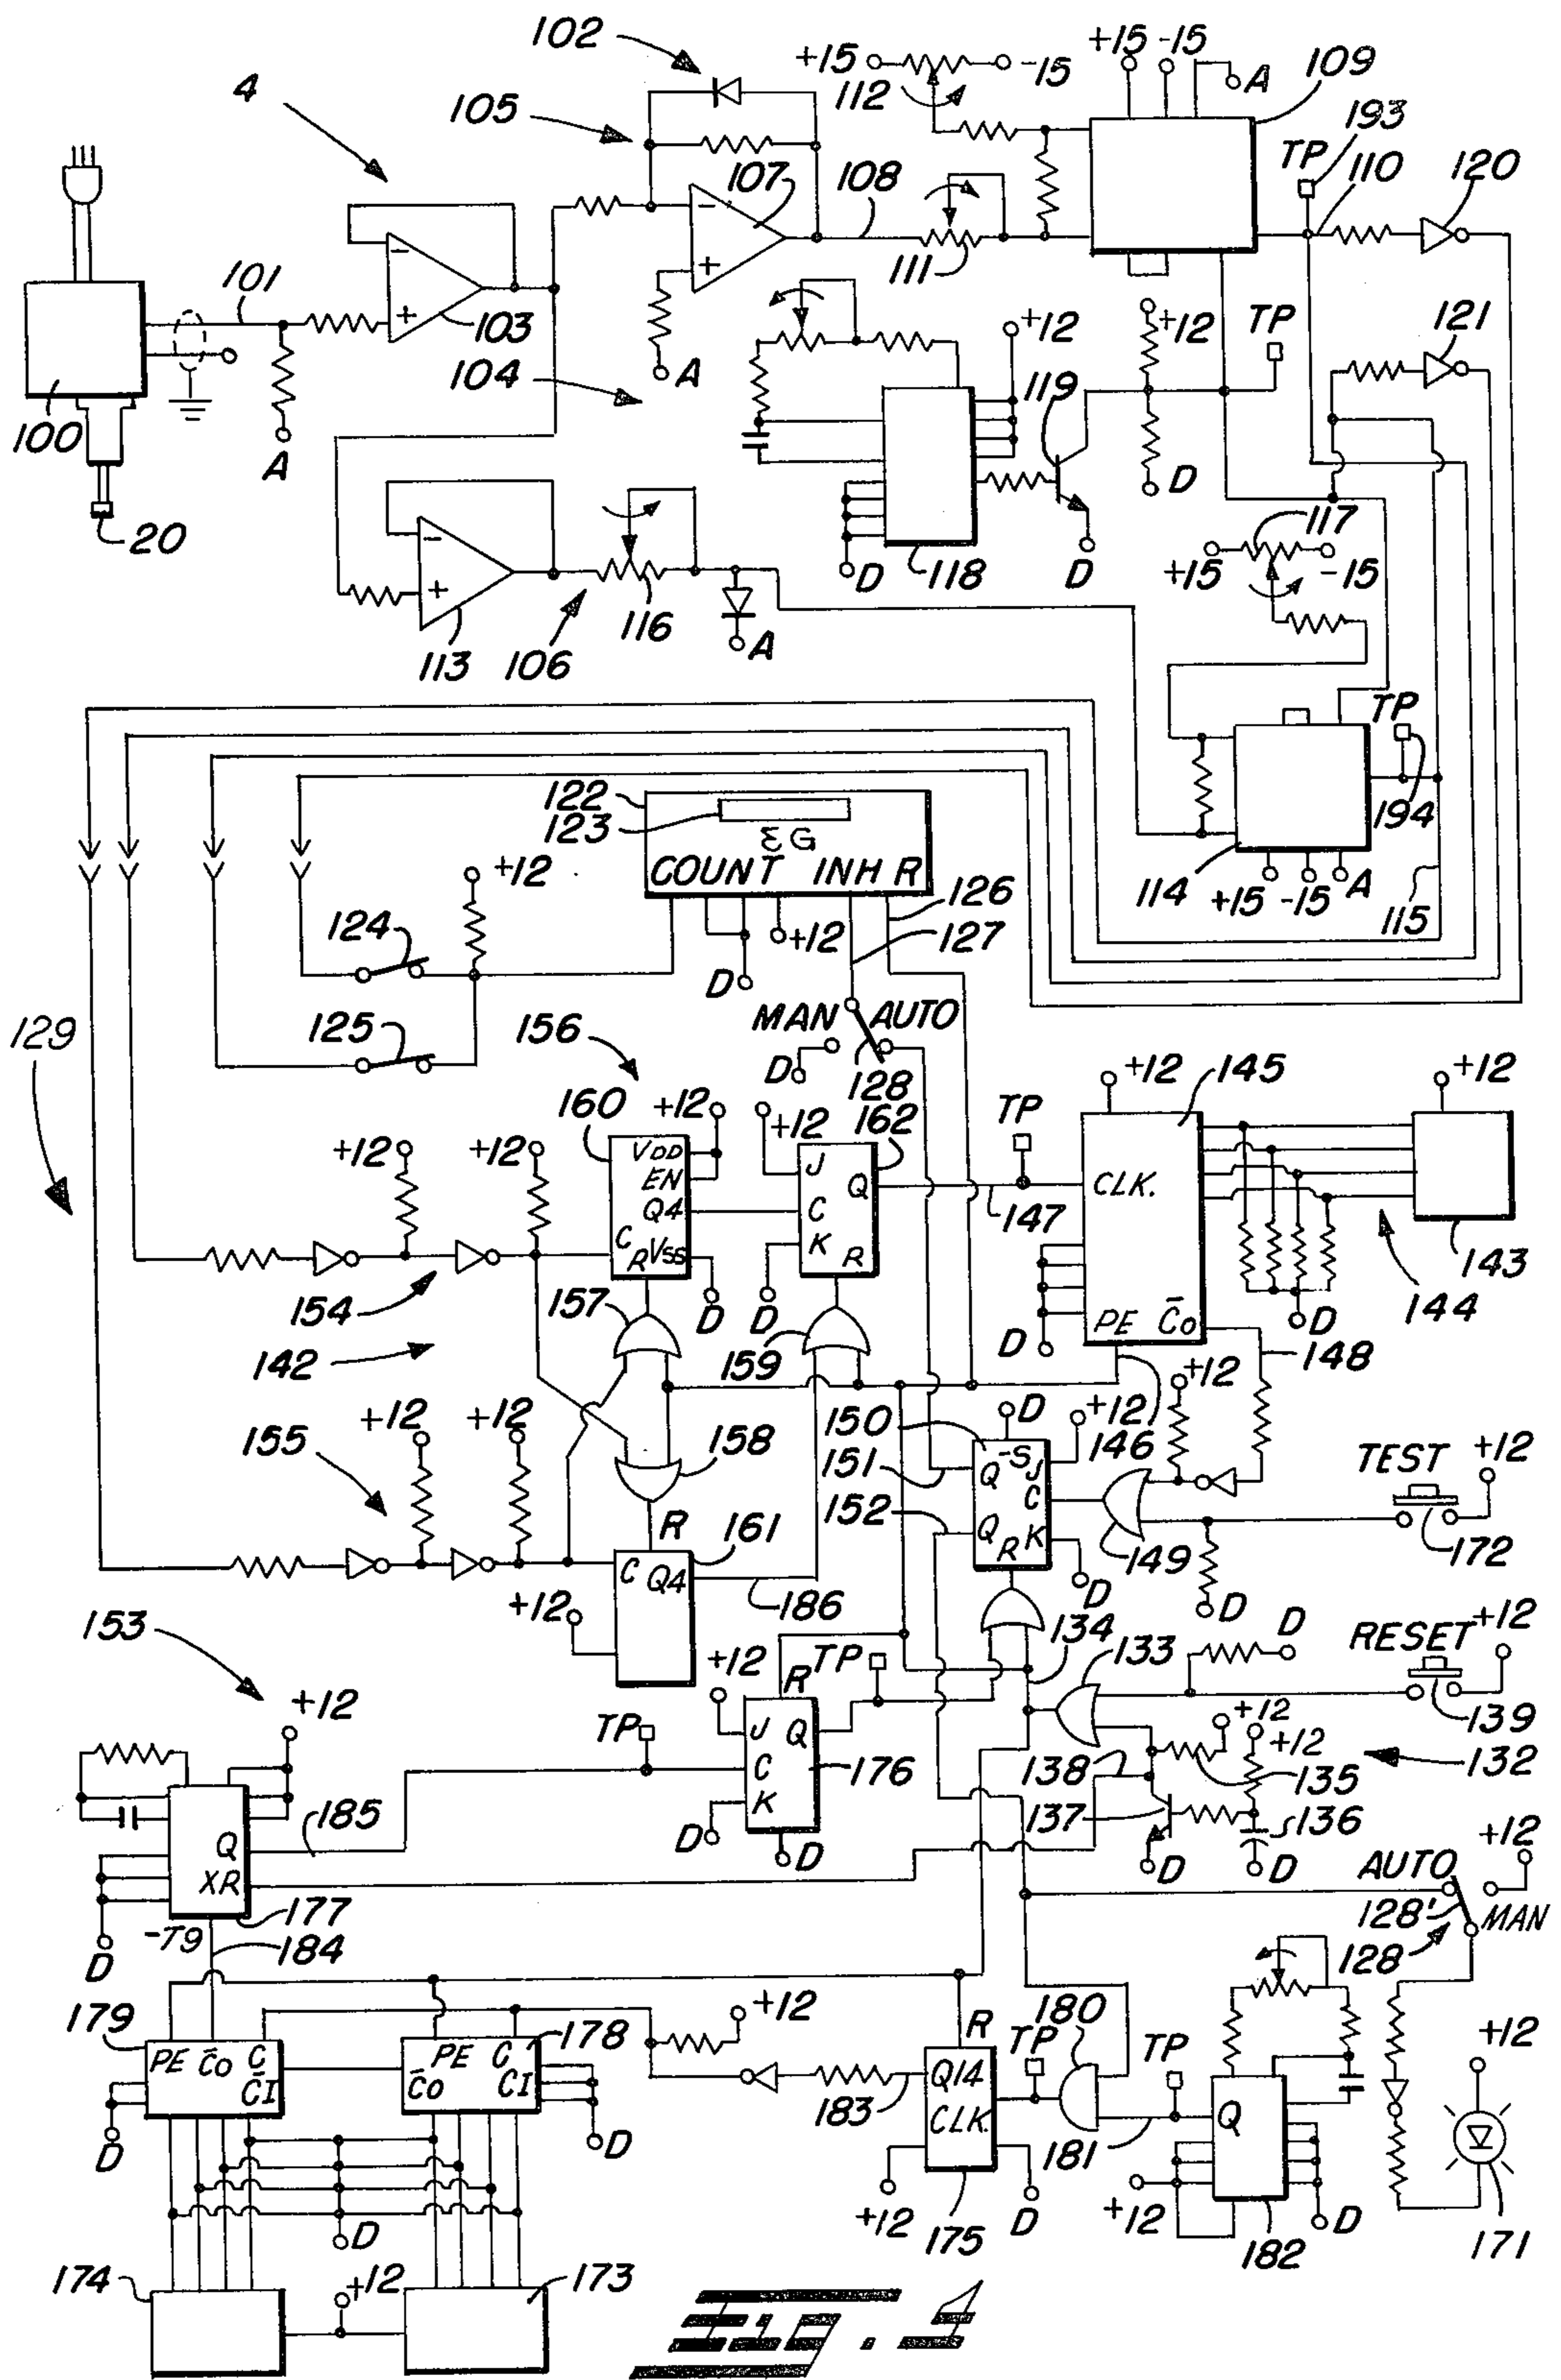 102
+15
-15
+15 -15
A
109
193
4
105
112
TP
107
108
110
120
-
+
111
101
-
+
103
A
+12
+12
TP
121
104
119
100
A
D
20
-
+
113
116
106
A
D
118
D
117
+15
-15
TP
194
122
123
ΣG
COUNT INH R
114
+15 -15 A
115
126
+12
127
124
D
+12
129
125
156
MAN AUTO
D
128
+12
145
+12
160
+12
+12
162
TP
+12
+12
VDD
EN
Q4
C
R VSS
J
Q
C
K
R
CLK.
147
154
157
D
D
159
PE C̄O
D
D
144
143
142
148
+12
155
+12
+12
158
150
D
+12
146
151
Q -S J
C
TEST
+12
152
Q
R K
149
172
R
161
C Q4
+12
186
D
D
153
134
133
D
RESET
+12
+12
R
TP
139
+12
TP
J
Q
C
K
176
138
+12
+12
135
132
185
Q
XR
D
D
137
136
D
D
+12
AUTO
128'
MAN
128
177
-T9
184
D
179
PE C̄O C
C̄I
178
PE C
C̄O CI
+12
R
TP
180
TP
+12
Q14
CLK.
183
181
Q
D
D
D
+12
175
D
+12
182
D
171
174
+12
173
FIG. 5